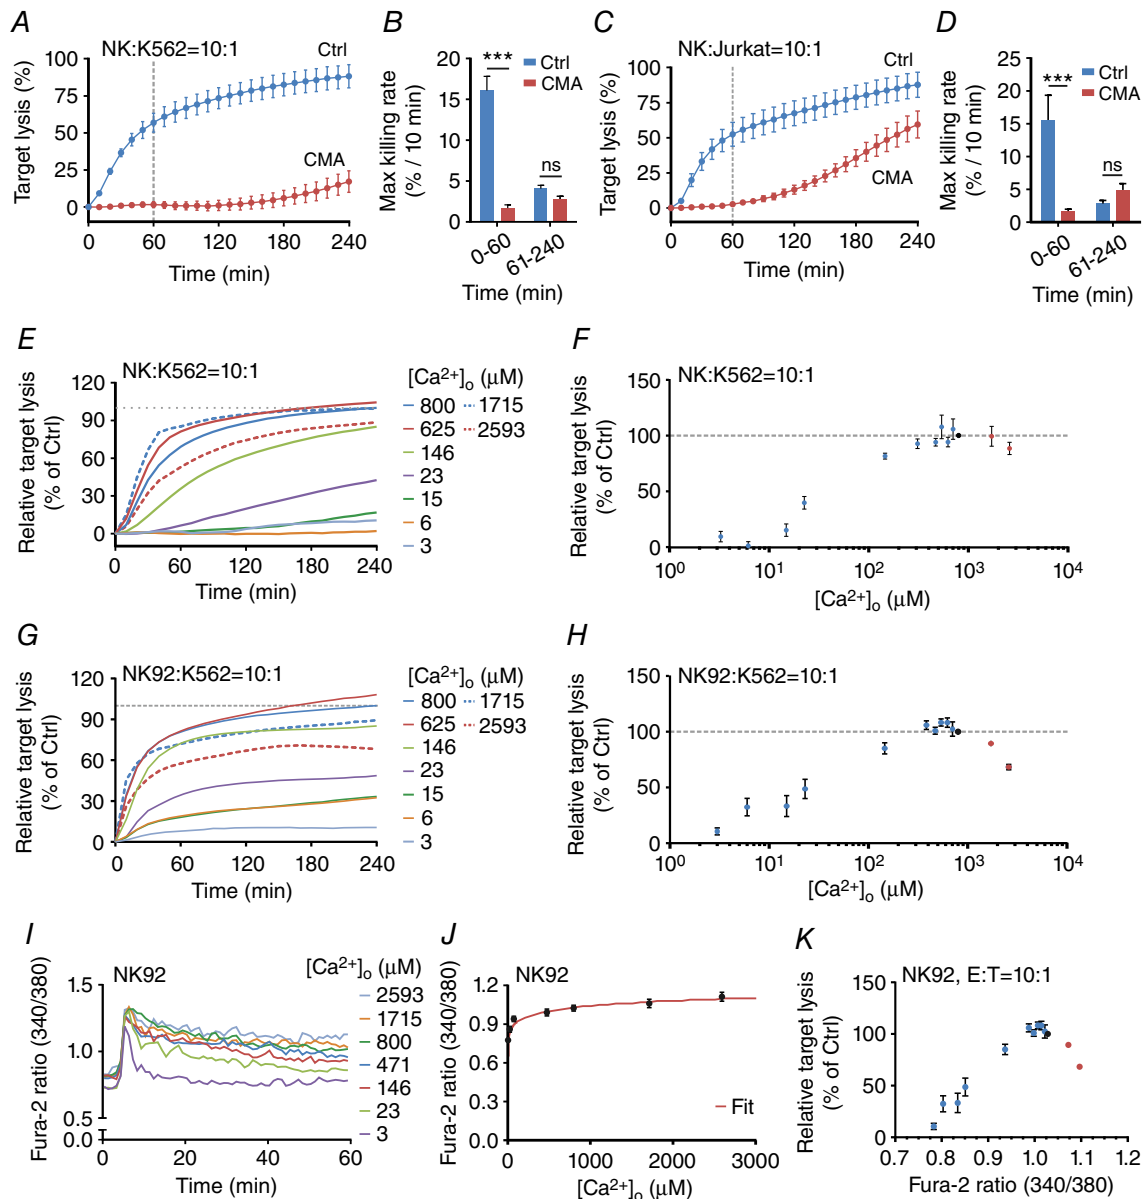 A
NK:K562=10:1
Ctrl
CMA
Target lysis (%)
100
75
50
25
0
0 60 120 180 240
Time (min)
B
Max killing rate
(% / 10 min)
20
15
10
5
0
***
ns
Ctrl
CMA
0-60
61-240
Time (min)
C
NK:Jurkat=10:1
Ctrl
CMA
Target lysis (%)
100
75
50
25
0
0 60 120 180 240
Time (min)
D
Max killing rate
(% / 10 min)
25
20
15
10
5
0
***
ns
Ctrl
CMA
0-60
61-240
Time (min)
E
NK:K562=10:1
Relative target lysis
(% of Ctrl)
120
90
60
30
0
0 60 120 180 240
Time (min)
[Ca²⁺]ₒ (µM)
800 1715
625 2593
146
23
15
6
3
F
NK:K562=10:1
Relative target lysis
(% of Ctrl)
150
100
50
0
10⁰ 10¹ 10² 10³ 10⁴
[Ca²⁺]ₒ (µM)
G
NK92:K562=10:1
Relative target lysis
(% of Ctrl)
120
90
60
30
0
0 60 120 180 240
Time (min)
[Ca²⁺]ₒ (µM)
800 1715
625 2593
146
23
15
6
3
H
NK92:K562=10:1
Relative target lysis
(% of Ctrl)
150
100
50
0
10⁰ 10¹ 10² 10³ 10⁴
[Ca²⁺]ₒ (µM)
I
NK92
Fura-2 ratio (340/380)
1.5
1.0
0.5
0.0
0 20 40 60
Time (min)
[Ca²⁺]ₒ (µM)
2593
1715
800
471
146
23
3
J
NK92
Fura-2 ratio (340/380)
1.2
0.9
0.6
0.3
0.0
Fit
0 1000 2000 3000
[Ca²⁺]ₒ (µM)
K
NK92, E:T=10:1
Relative target lysis
(% of Ctrl)
150
100
50
0
0.7 0.8 0.9 1.0 1.1 1.2
Fura-2 ratio (340/380)